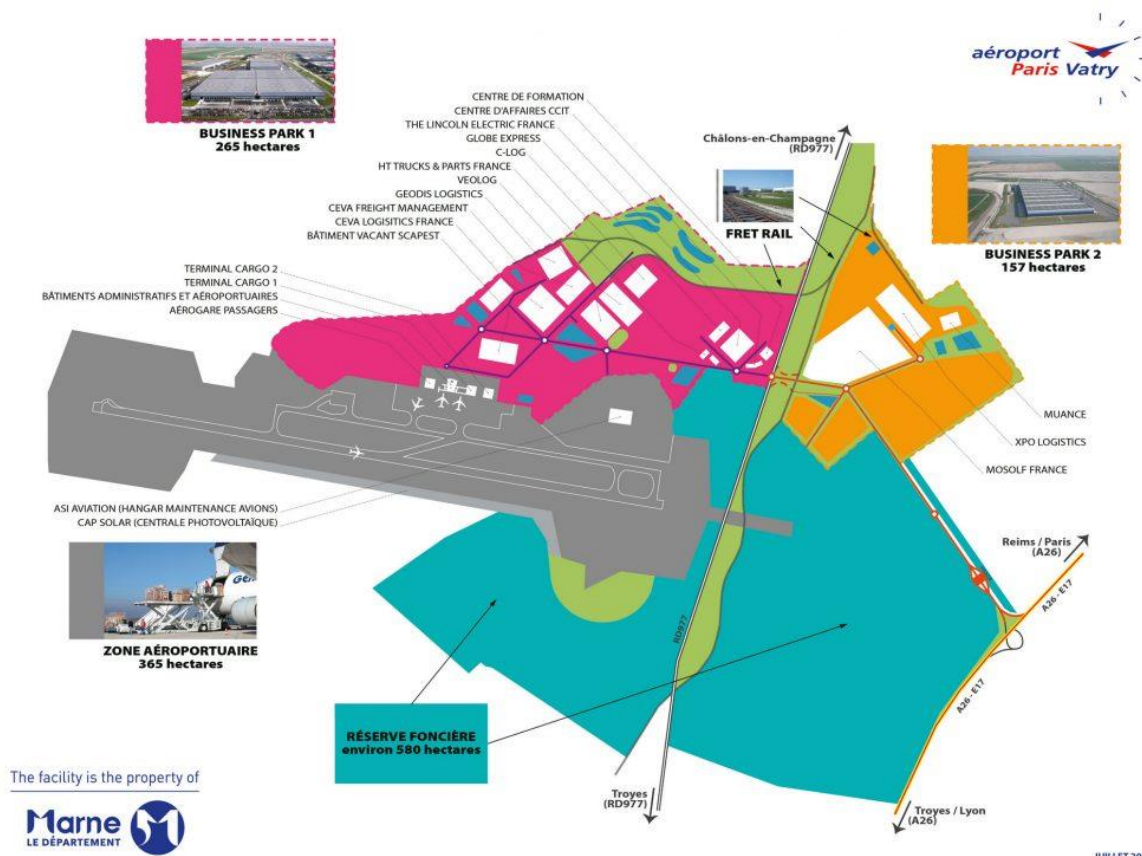 aéroport
Paris Vatry
BUSINESS PARK 1
265 hectares
CENTRE DE FORMATION
CENTRE D'AFFAIRES CCIT
THE LINCOLN ELECTRIC FRANCE
GLOBE EXPRESS
C-LOG
HT TRUCKS & PARTS FRANCE
VEOLOG
GEODIS LOGISTICS
CEVA FREIGHT MANAGEMENT
CEVA LOGISITICS FRANCE
BÂTIMENT VACANT SCAPEST
Châlons-en-Champagne
(RD977)
FRET RAIL
BUSINESS PARK 2
157 hectares
TERMINAL CARGO 2
TERMINAL CARGO 1
BÂTIMENTS ADMINISTRATIFS ET AÉROPORTUAIRES
AÉROGARE PASSAGERS
MUANCE
XPO LOGISTICS
MOSOLF FRANCE
ASI AVIATION (HANGAR MAINTENANCE AVIONS)
CAP SOLAR (CENTRALE PHOTOVOLTAÏQUE)
Reims / Paris
(A26)
A26 - E17
ZONE AÉROPORTUAIRE
365 hectares
RD977
A26 - E17
RÉSERVE FONCIÈRE
environ 580 hectares
Troyes
(RD977)
Troyes / Lyon
(A26)
The facility is the property of
Marne
LE DÉPARTEMENT